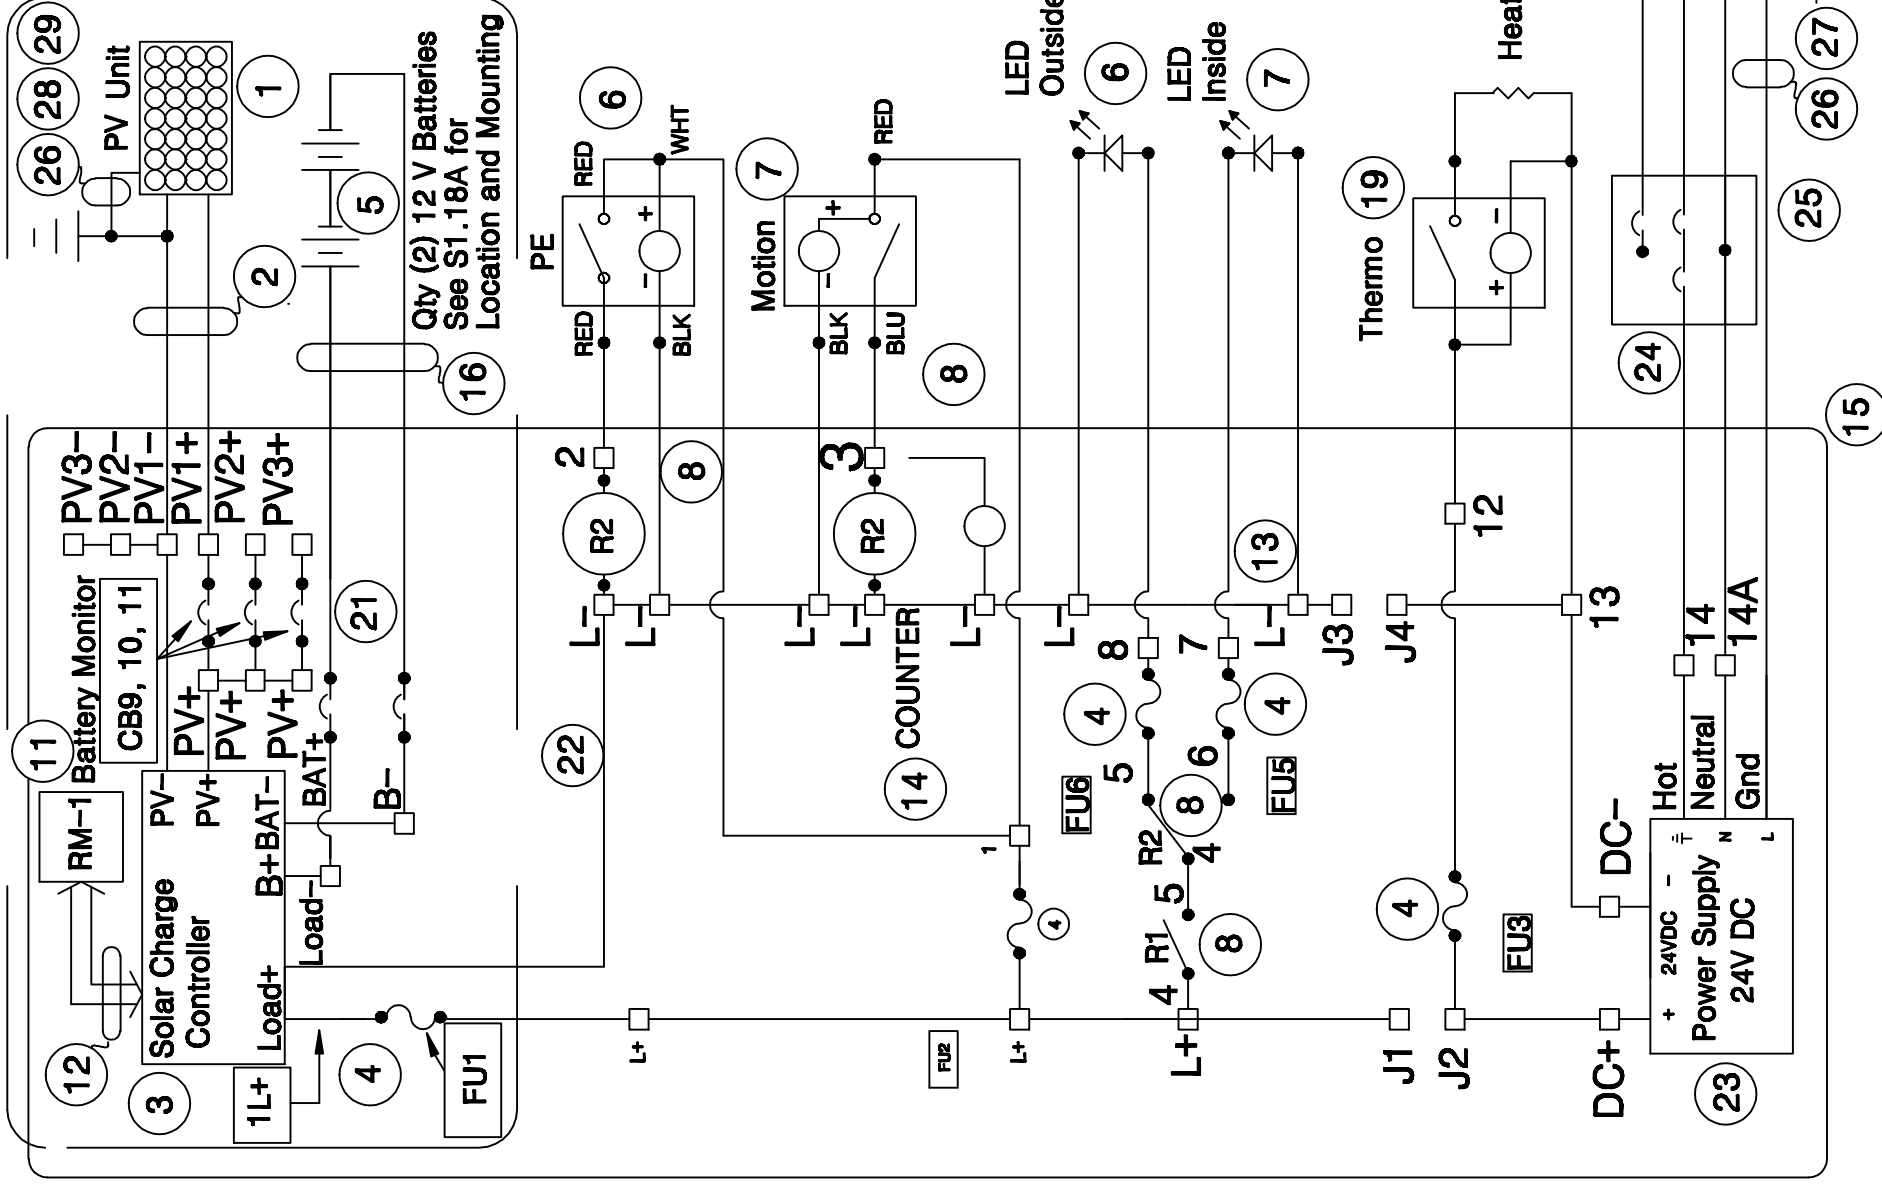 29
28
26
PV Unit
1
2
5
Qty (2) 12 V Batteries
See S1.18A for
Location and Mounting
16
PV3-
PV2-
PV1-
PV1+
PV2+
PV3+
11
Battery Monitor
CB9, 10, 11
21
PV+
PV+
PV+
BAT+
B-
RM-1
12
Solar Charge
Controller
PV-
PV+
B+BAT-
Load-
Load+
3
1L+
4
FU1
PE
6
RED
WHT
RED
BLK
2
R2
8
L-
L-
22
Motion
7
RED
BLK
BLU
8
3
R2
L-
L-
COUNTER
14
L-
1
4
L+
FU2
L+
LED
Outside
6
LED
Inside
7
13
L-
L-
J3
8
7
4
4
5
6
FU6
FU5
8
R2
4
5
R1
8
4
L+
J1
Heat
19
Thermo
12
J4
13
4
FU3
J2
DC-
DC+
27
26
25
24
15
14
14A
Hot
Neutral
Gnd
N
L
+ 24VDC -
Power Supply
24V DC
23
+
-
-
+
-
+